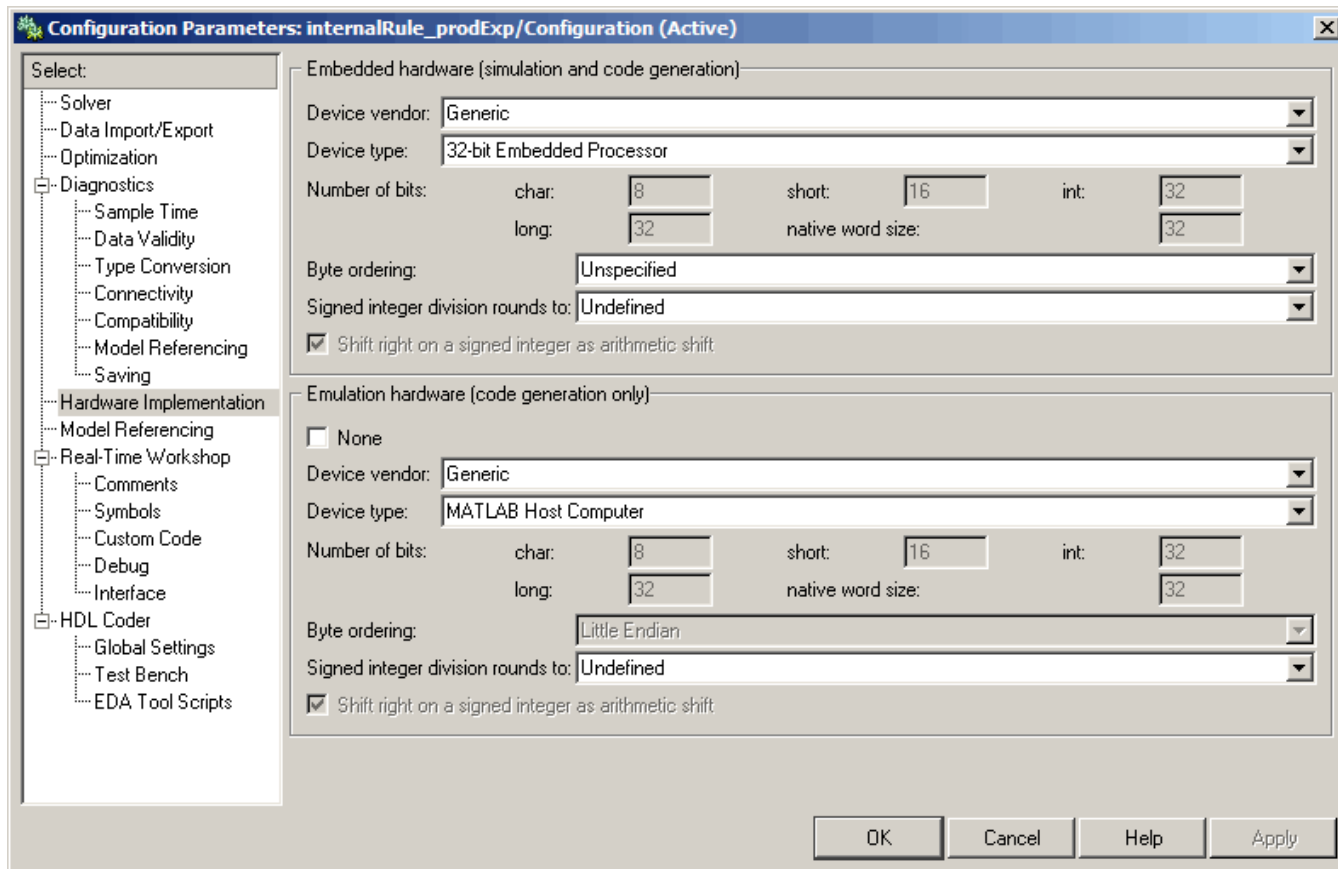 Configuration Parameters: internalRule_prodExp/Configuration (Active)
Select:
Solver
Data Import/Export
Optimization
Diagnostics
Sample Time
Data Validity
Type Conversion
Connectivity
Compatibility
Model Referencing
Saving
Hardware Implementation
Model Referencing
Real-Time Workshop
Comments
Symbols
Custom Code
Debug
Interface
HDL Coder
Global Settings
Test Bench
EDA Tool Scripts
Embedded hardware (simulation and code generation)
Device vendor: Generic
Device type: 32-bit Embedded Processor
Number of bits: char: 8 short: 16 int: 32
long: 32 native word size: 32
Byte ordering: Unspecified
Signed integer division rounds to: Undefined
Shift right on a signed integer as arithmetic shift
Emulation hardware (code generation only)
None
Device vendor: Generic
Device type: MATLAB Host Computer
Number of bits: char: 8 short: 16 int: 32
long: 32 native word size: 32
Byte ordering: Little Endian
Signed integer division rounds to: Undefined
Shift right on a signed integer as arithmetic shift
OK Cancel Help Apply